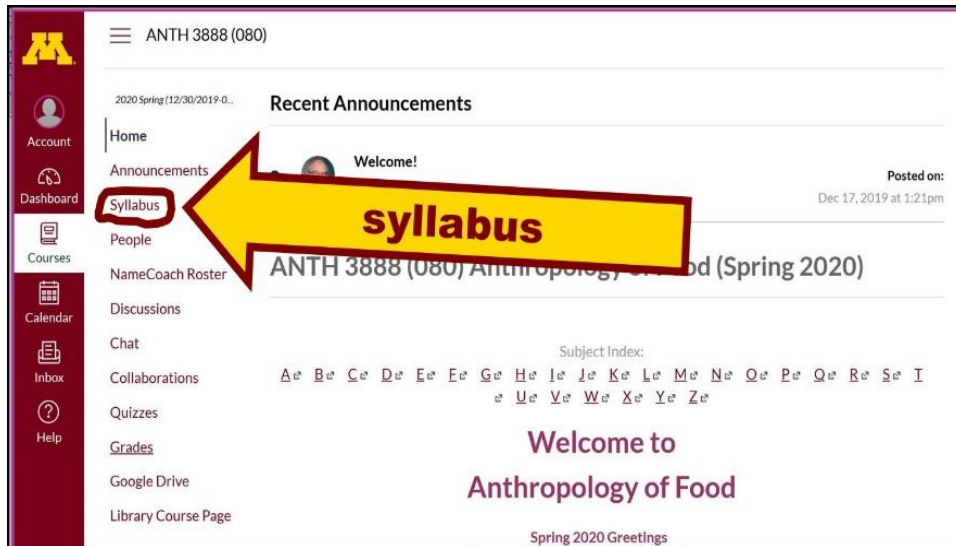 M
ANTH 3888 (080)
Account
Dashboard
Courses
Calendar
Inbox
Help
2020 Spring (12/30/2019-0...
Home
Announcements
Syllabus
People
NameCoach Roster
Discussions
Chat
Collaborations
Quizzes
Grades
Google Drive
Library Course Page
Recent Announcements
Welcome!
Posted on:
Dec 17, 2019 at 1:21pm
syllabus
ANTH 3888 (080) Anthropology of Food (Spring 2020)
Subject Index:
A B C D E F G H I J K L M N O P Q R S T
U V W X Y Z
Welcome to
Anthropology of Food
Spring 2020 Greetings